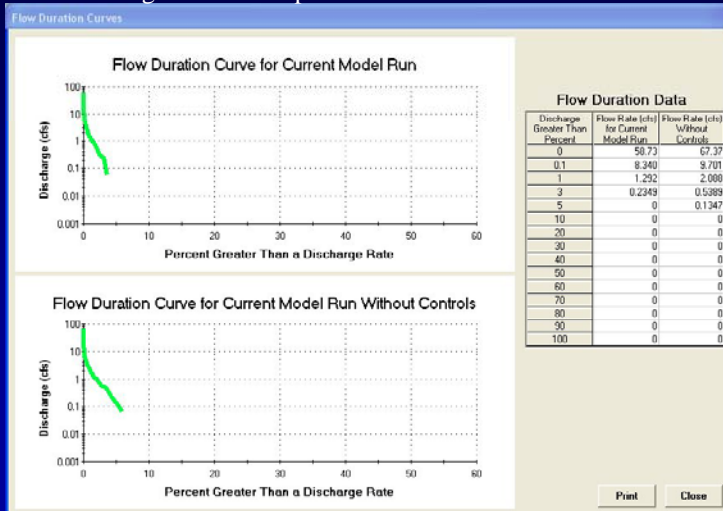 Flow Duration Curves
Flow Duration Curve for Current Model Run
Discharge (cfs)
100
10
1
0.1
0.01
0.001
0 10 20 30 40 50 60
Percent Greater Than a Discharge Rate
Flow Duration Curve for Current Model Run Without Controls
Discharge (cfs)
100
10
1
0.1
0.01
0.001
0 10 20 30 40 50 60
Percent Greater Than a Discharge Rate
Flow Duration Data
Discharge Greater Than Percent Flow Rate (cfs) for Current Model Run Flow Rate (cfs) Without Controls
0 58.73 67.37
0.1 8.340 9.701
1 1.292 2.088
3 0.2349 0.5389
5 0 0.1347
10 0 0
20 0 0
30 0 0
40 0 0
50 0 0
60 0 0
70 0 0
80 0 0
90 0 0
100 0 0
Print Close